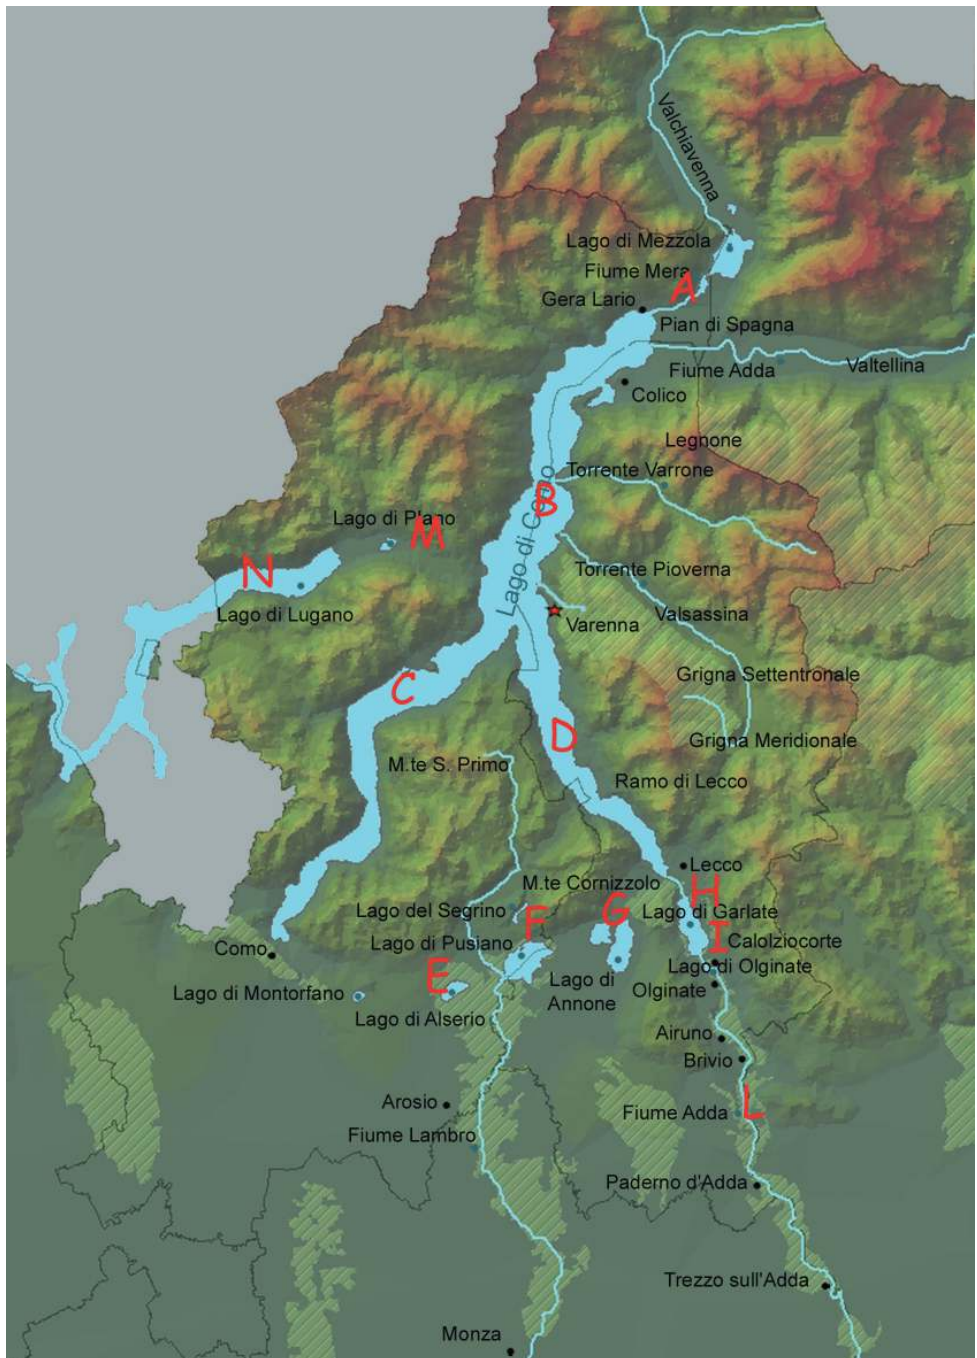 Valchiavenna
Lago di Mezzola
Fiume Mera
A
Gera Lario
Pian di Spagna
Fiume Adda
Valtellina
Colico
Legnone
Torrente Varrone
B
Lago di Como
Lago di Piano
M
N
Lago di Lugano
Torrente Pioverna
Valsassina
Varenna
Grigna Settentronale
C
D
Grigna Meridionale
M.te S. Primo
Ramo di Lecco
Lecco
M.te Cornizzolo
H
Lago del Segrino
F
G
Lago di Garlate
I
Calolziocorte
Lago di Pusiano
Como
Lago di Olginate
E
Lago di
Annone
Olginate
Lago di Montorfano
Lago di Alserio
Airuno
Brivio
Arosio
Fiume Adda
L
Fiume Lambro
Paderno d'Adda
Trezzo sull'Adda
Monza